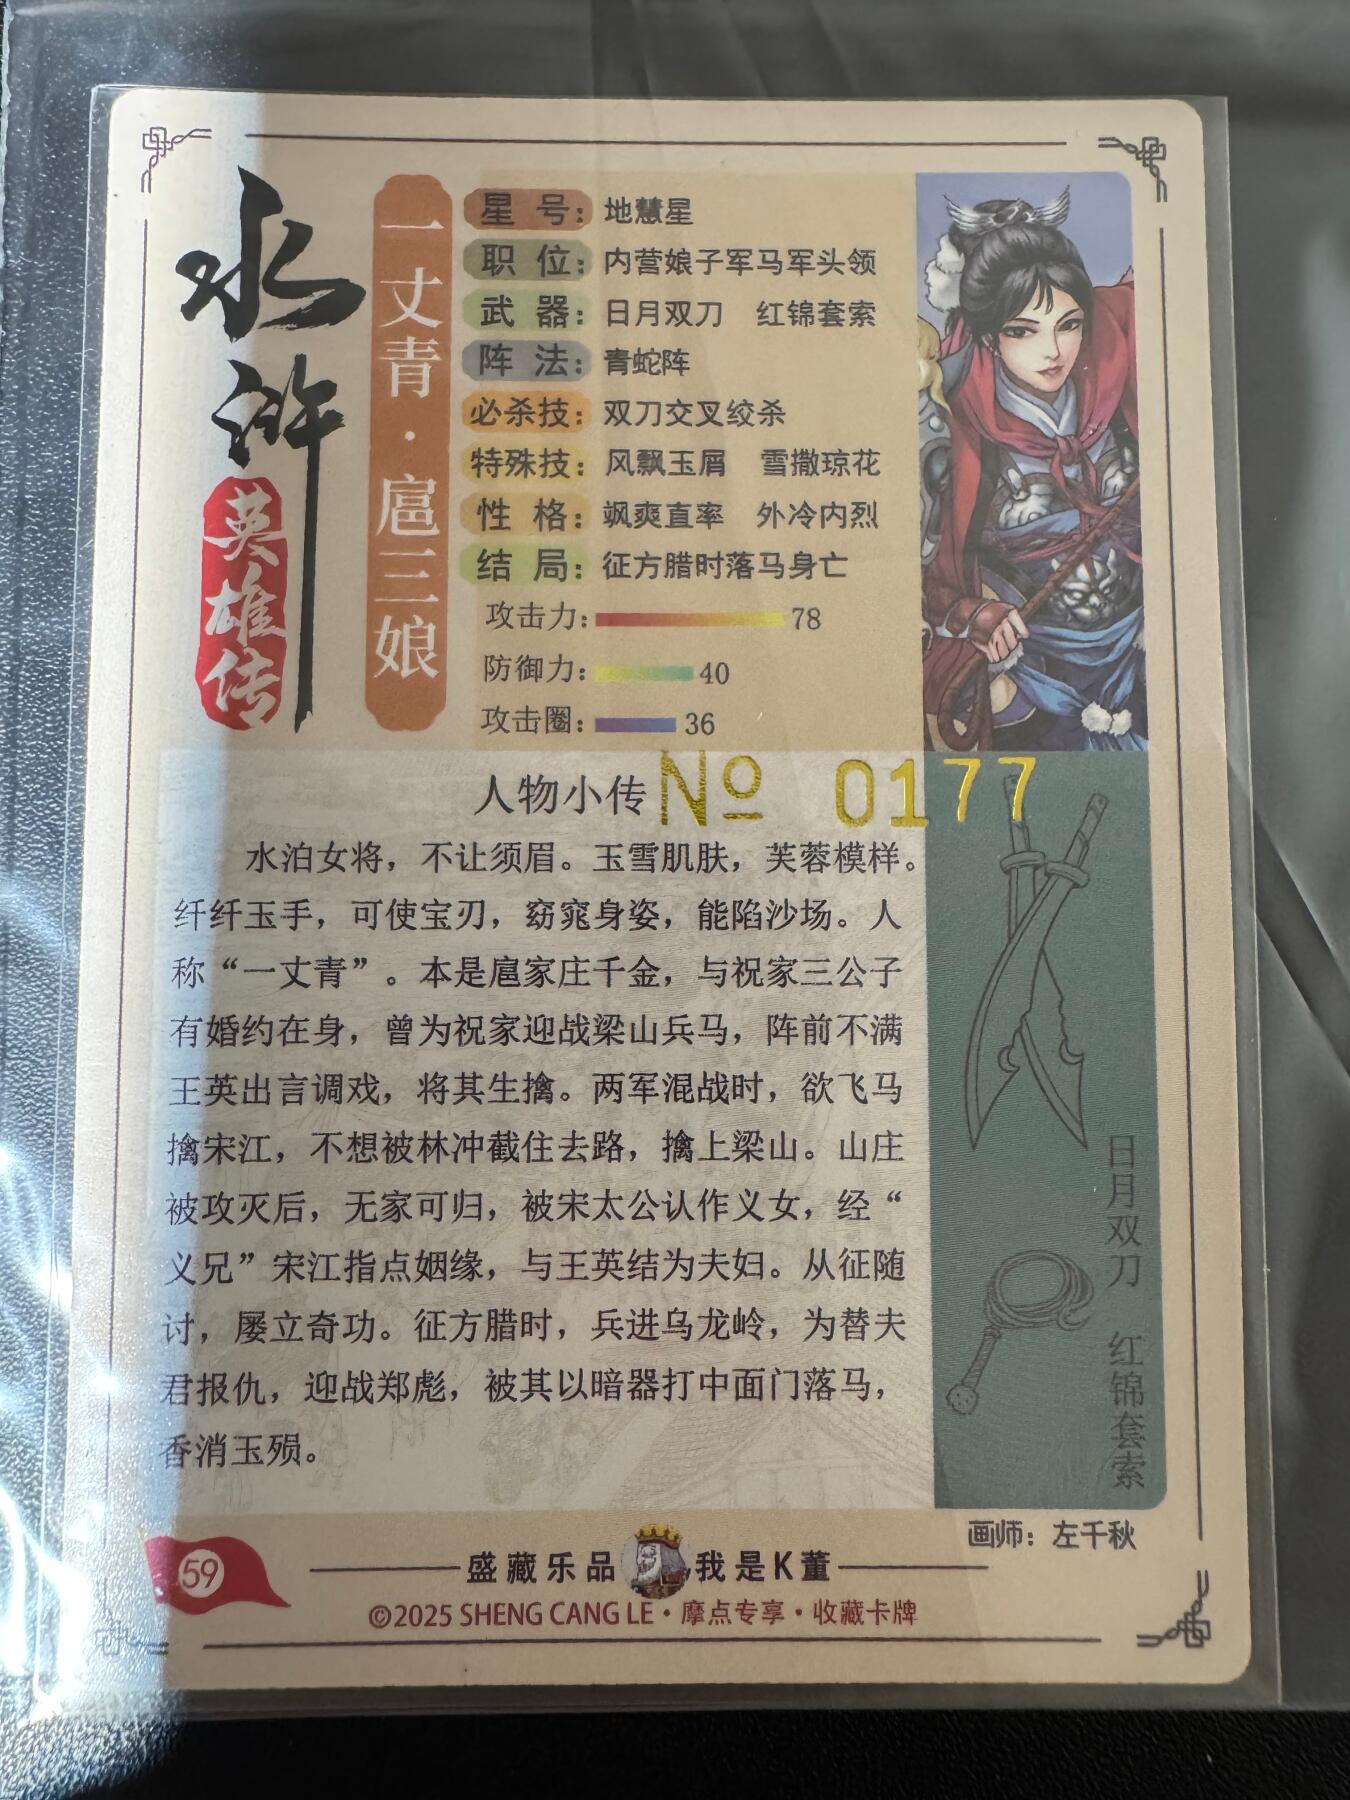 水浒
英雄传
一丈青·扈三娘
星号：地慧星
职位：内营娘子军马军头领
武器：日月双刀 红锦套索
阵法：青蛇阵
必杀技：双刀交叉绞杀
特殊技：风飘玉屑 雪撒琼花
性格：飒爽直率 外冷内烈
结局：征方腊时落马身亡
攻击力：78
防御力：40
攻击圈：36
人物小传
No 0177
水泊女将，不让须眉。玉雪肌肤，芙蓉模样。
纤纤玉手，可使宝刃，窈窕身姿，能陷沙场。人
称“一丈青”。本是扈家庄千金，与祝家三公子
有婚约在身，曾为祝家迎战梁山兵马，阵前不满
王英出言调戏，将其生擒。两军混战时，欲飞马
擒宋江，不想被林冲截住去路，擒上梁山。山庄
被攻灭后，无家可归，被宋太公认作义女，经“
义兄”宋江指点姻缘，与王英结为夫妇。从征随
讨，屡立奇功。征方腊时，兵进乌龙岭，为替夫
君报仇，迎战郑彪，被其以暗器打中面门落马，
香消玉殒。
日月双刀 红锦套索
画师：左千秋
59
盛藏乐品 我是K董
©2025 SHENG CANG LE·摩点专享·收藏卡牌